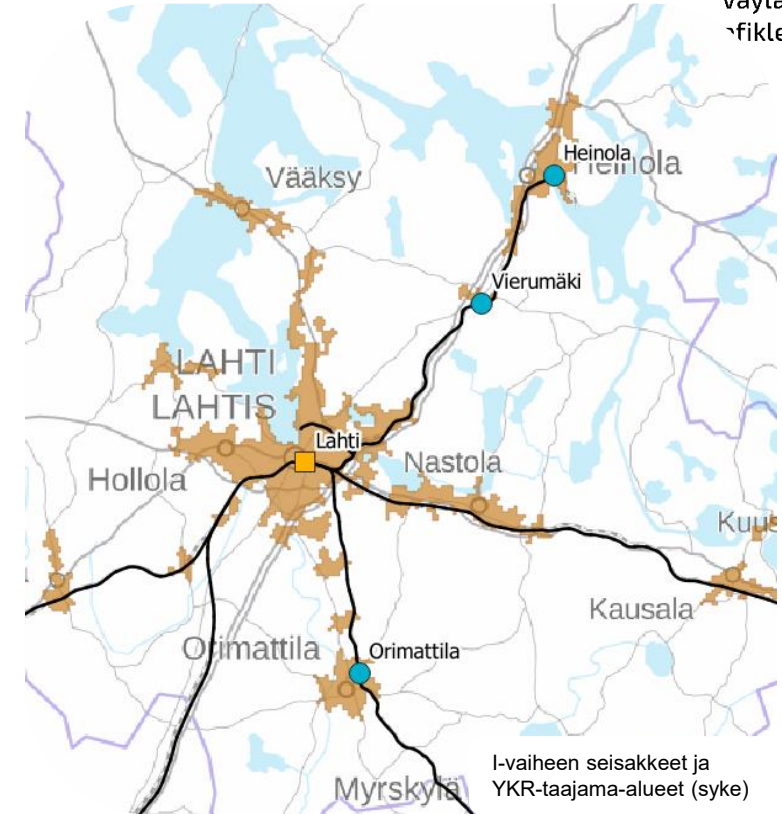 Heinola
Heinola
Vääksy
Vierumäki
LAHTI
LAHTIS
Lahti
Nastola
Hollola
Kausala
Orimattila
Orimattila
I-vaiheen seisakkeet ja
YKR-taajama-alueet (syke)
Myrskylä